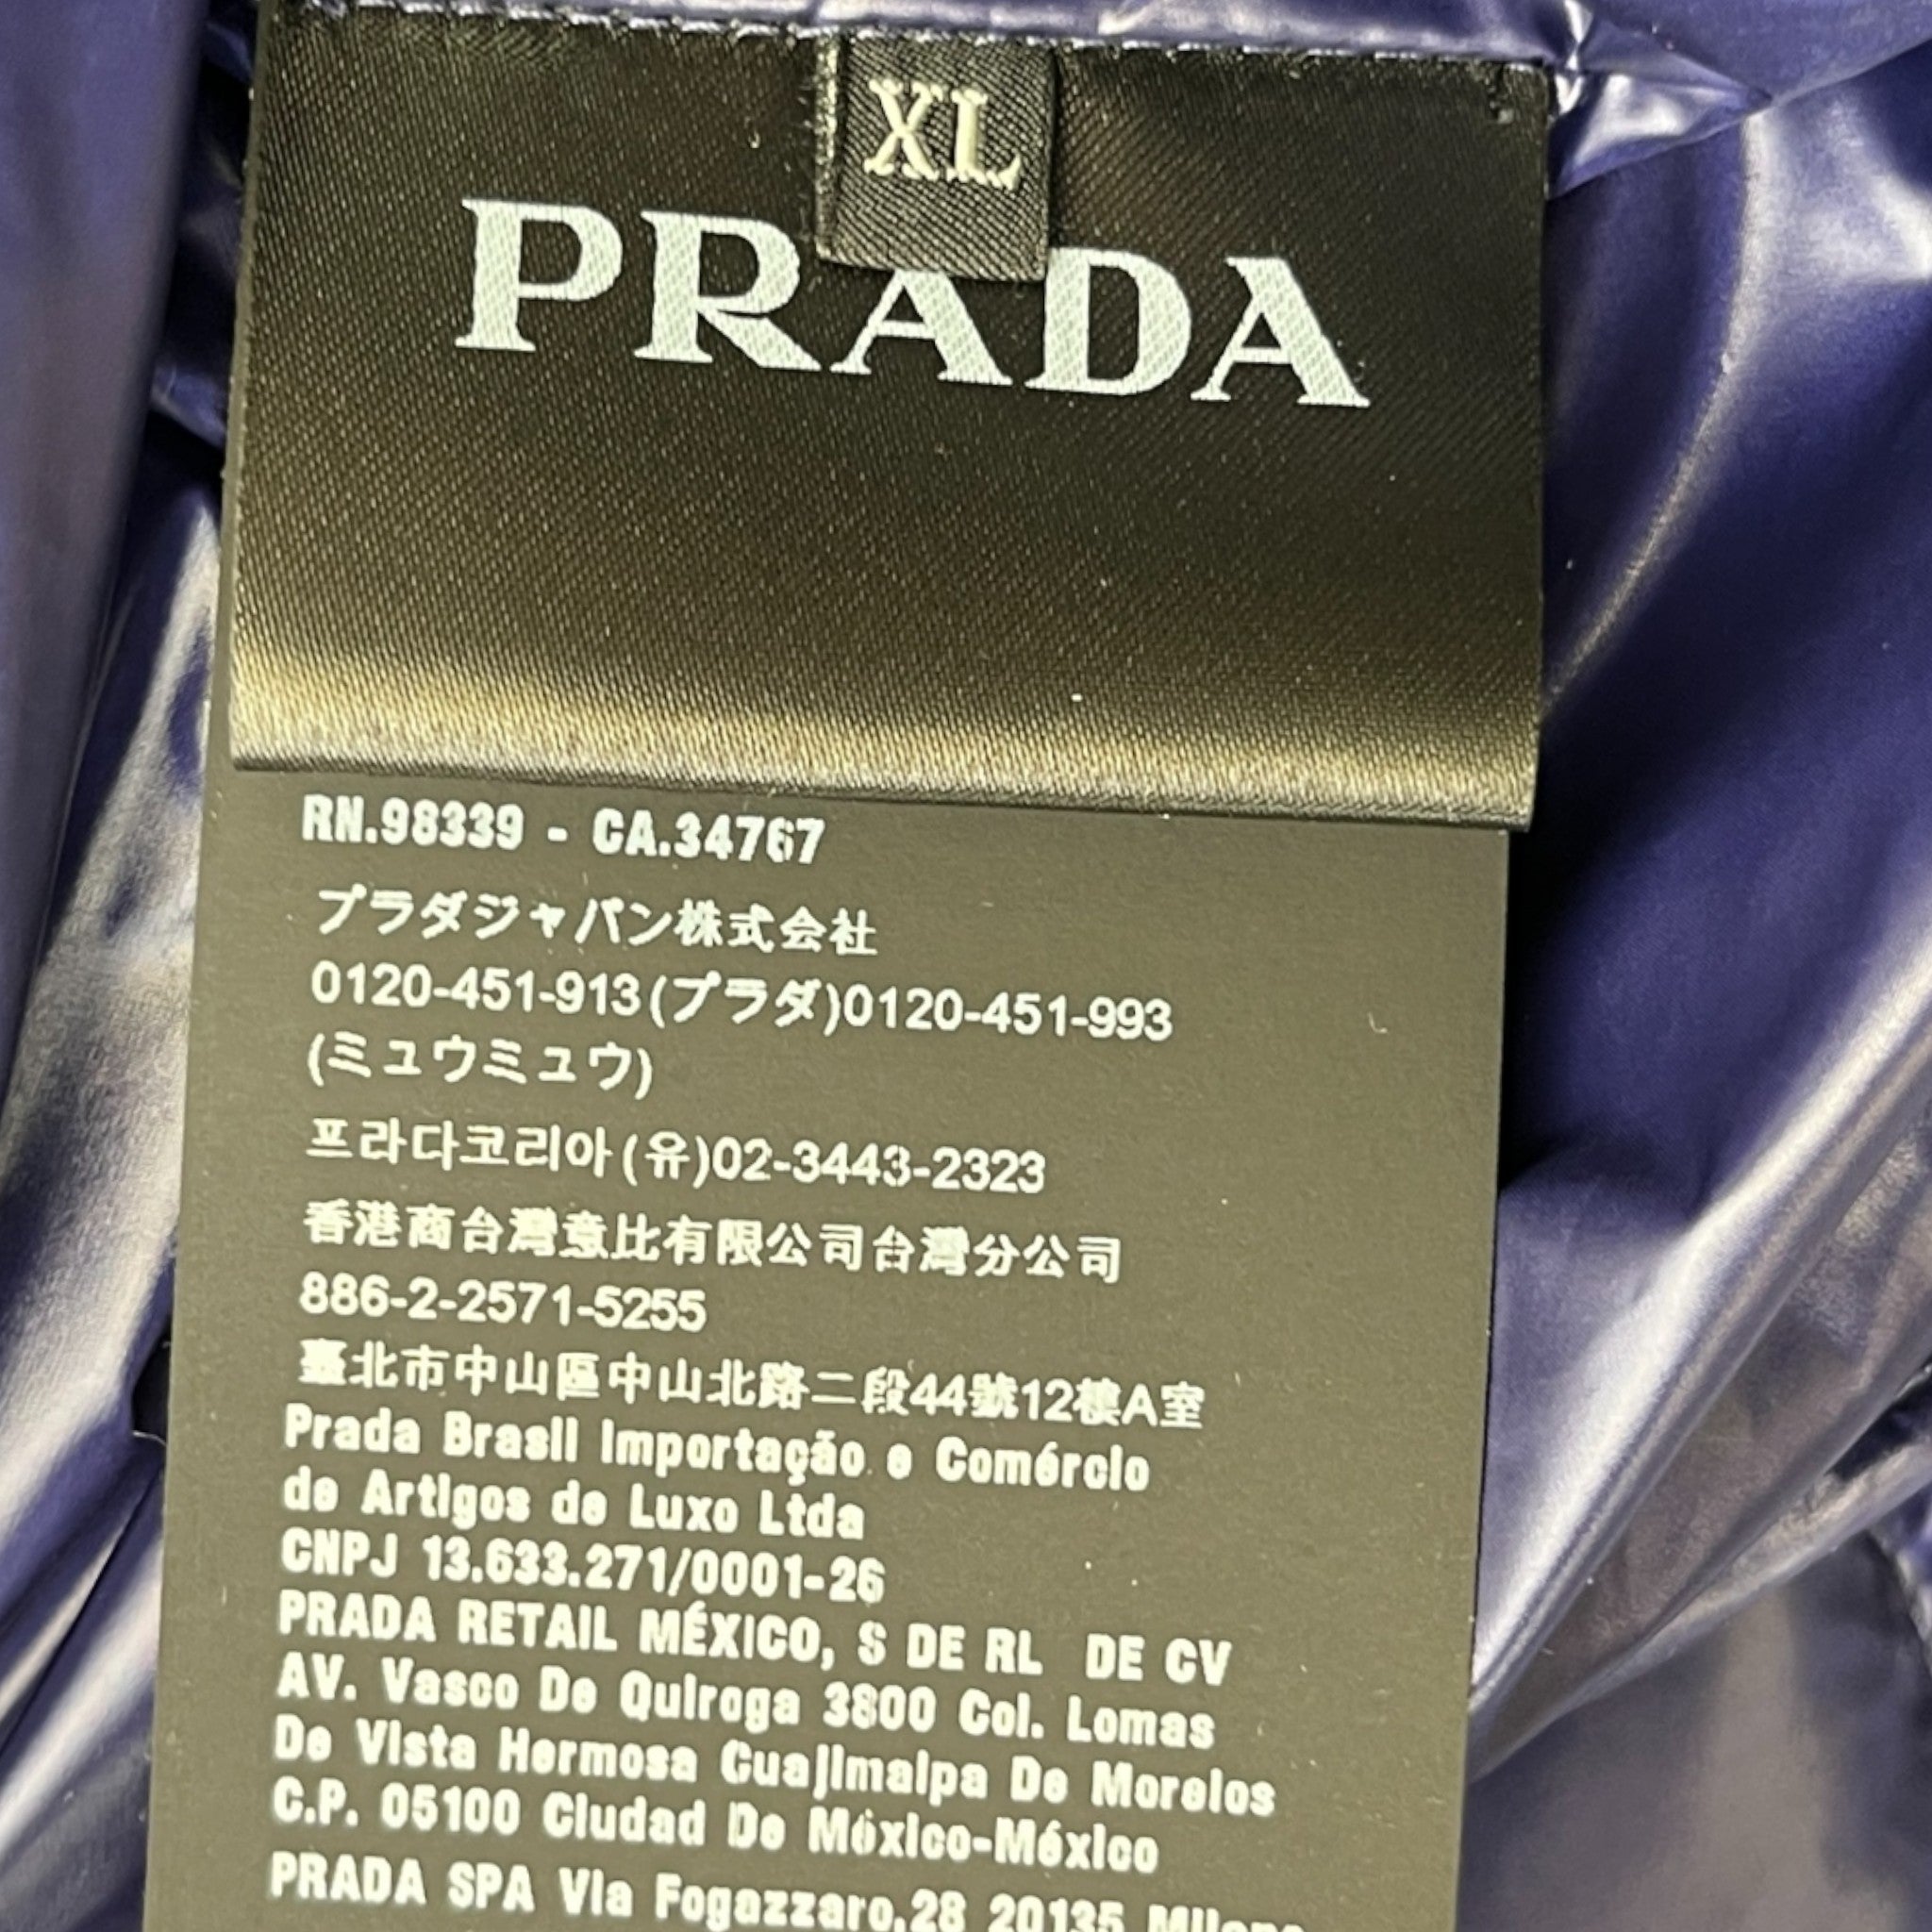 XL
PRADA
RN.98339 - CA.34767
プラダジャパン株式会社
0120-451-913(プラダ)0120-451-993
(ミュウミュウ)
프라다코리아(유)02-3443-2323
香港商台灣意比有限公司台灣分公司
886-2-2571-5255
臺北市中山區中山北路二段44號12樓A室
Prada Brasil Importação e Comércio
de Artigos de Luxo Ltda
CNPJ 13.633.271/0001-26
PRADA RETAIL MÉXICO, S DE RL DE CV
AV. Vasco De Quiroga 3800 Col. Lomas
De Vista Hermosa Cuajimalpa De Morelos
C.P. 05100 Ciudad De México-México
PRADA SPA Via Fogazzaro,28 20135 Milano